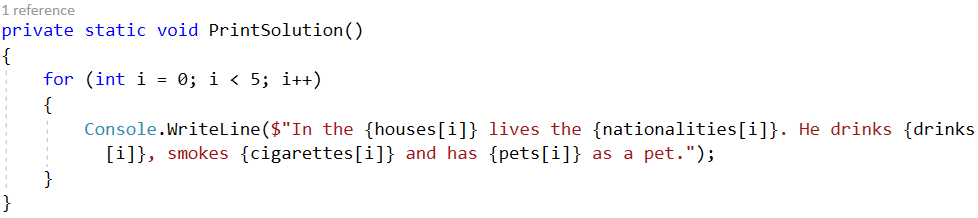 1 reference
private static void PrintSolution()
{
    for (int i = 0; i < 5; i++)
    {
        Console.WriteLine($"In the {houses[i]} lives the {nationalities[i]}. He drinks {drinks
          [i]}, smokes {cigarettes[i]} and has {pets[i]} as a pet.");
    }
}